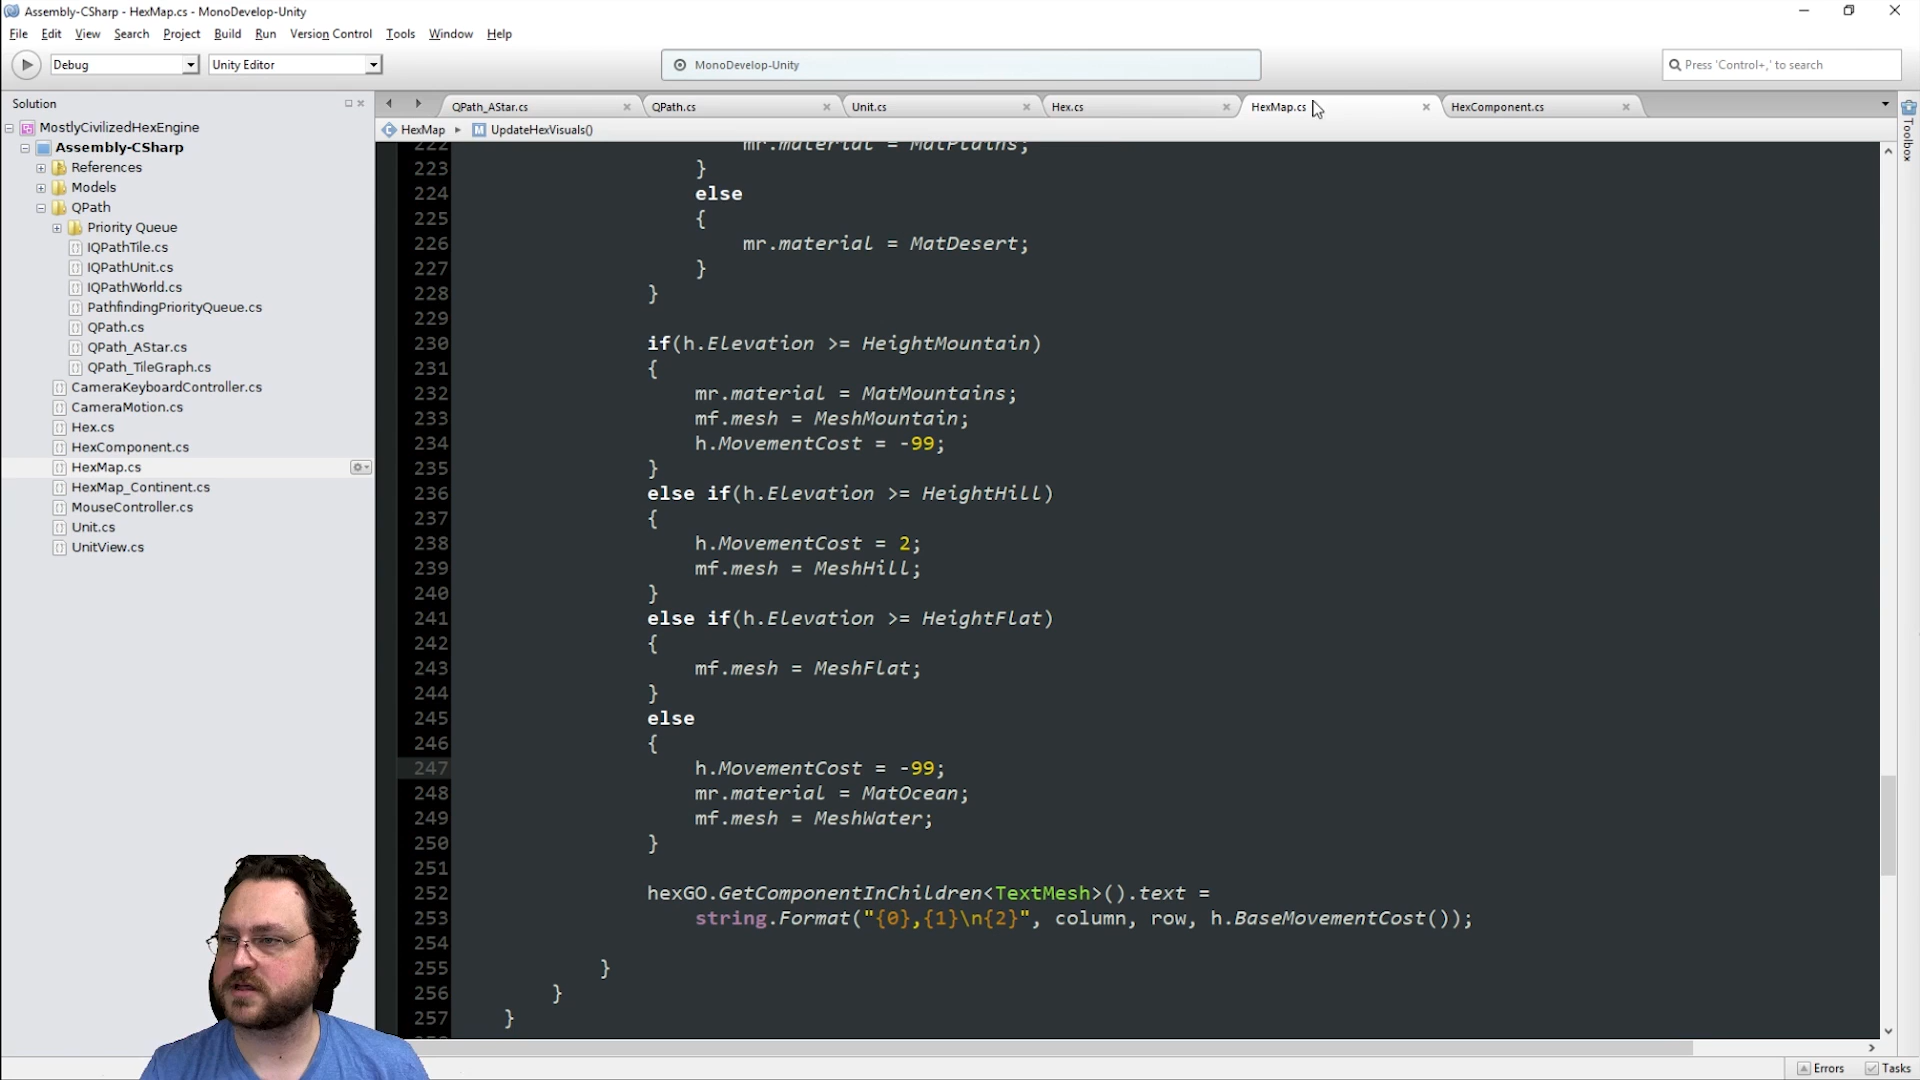 Assembly-CSharp - HexMap.cs - MonoDevelop-Unity
File Edit View Search Project Build Run Version Control Tools Window Help
Debug
Unity Editor
MonoDevelop-Unity
Press 'Control+,' to search
Solution
MostlyCivilizedHexEngine
Assembly-CSharp
References
Models
QPath
Priority Queue
IQPathTile.cs
IQPathUnit.cs
IQPathWorld.cs
PathfindingPriorityQueue.cs
QPath.cs
QPath_AStar.cs
QPath_TileGraph.cs
CameraKeyboardController.cs
CameraMotion.cs
Hex.cs
HexComponent.cs
HexMap.cs
HexMap_Continent.cs
MouseController.cs
Unit.cs
UnitView.cs
QPath_AStar.cs
QPath.cs
Unit.cs
Hex.cs
HexMap.cs
HexComponent.cs
Toolbox
HexMap
UpdateHexVisuals()
222 mr.material = MatPlains;
223 }
224 else
225 {
226 mr.material = MatDesert;
227 }
228 }
229
230 if(h.Elevation >= HeightMountain)
231 {
232 mr.material = MatMountains;
233 mf.mesh = MeshMountain;
234 h.MovementCost = -99;
235 }
236 else if(h.Elevation >= HeightHill)
237 {
238 h.MovementCost = 2;
239 mf.mesh = MeshHill;
240 }
241 else if(h.Elevation >= HeightFlat)
242 {
243 mf.mesh = MeshFlat;
244 }
245 else
246 {
247 h.MovementCost = -99;
248 mr.material = MatOcean;
249 mf.mesh = MeshWater;
250 }
251
252 hexGO.GetComponentInChildren<TextMesh>().text =
253 string.Format("{0},{1}\n{2}", column, row, h.BaseMovementCost());
254
255 }
256 }
257 }
Errors
Tasks